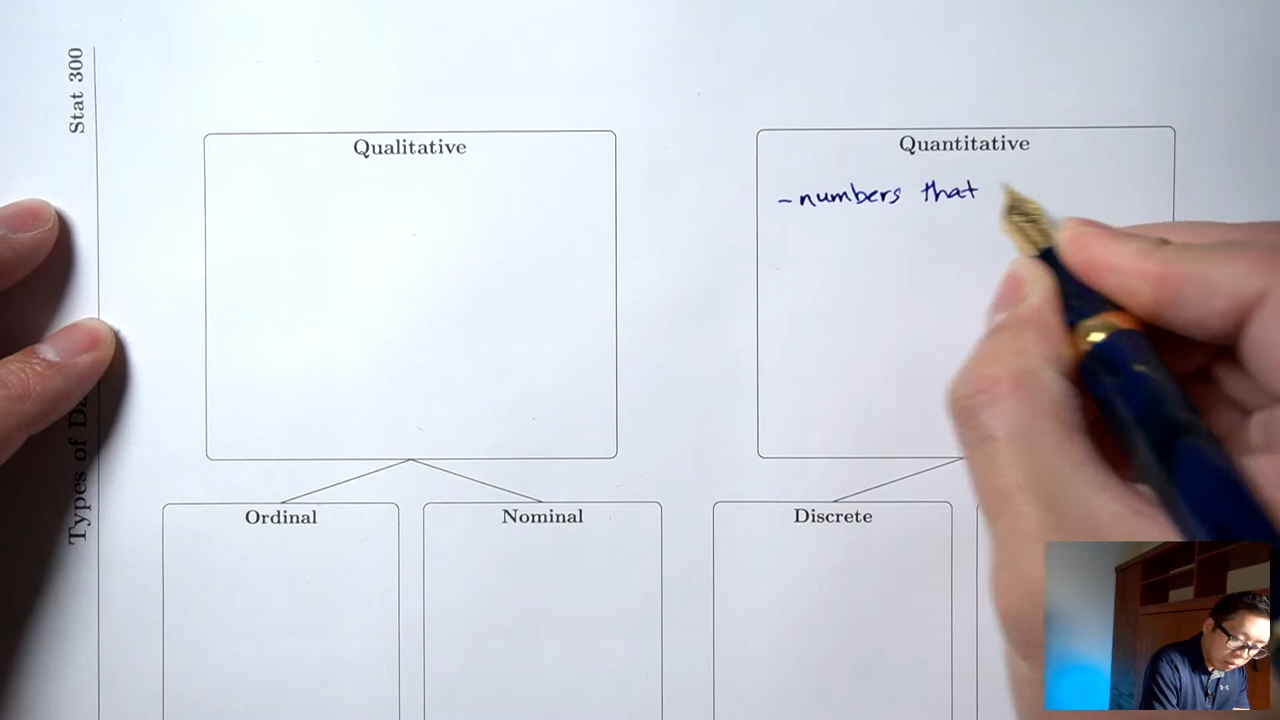 Stat 300
Types of
Qualitative
Quantitative
– numbers that
Ordinal
Nominal
Discrete